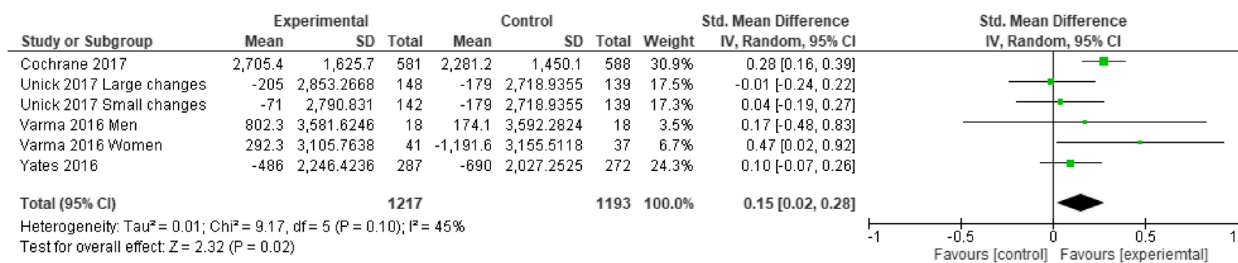 Experimental Control Std. Mean Difference Std. Mean Difference
Study or Subgroup Mean SD Total Mean SD Total Weight IV, Random, 95% CI IV, Random, 95% CI
Cochrane 2017 2,705.4 1,625.7 581 2,281.2 1,450.1 588 30.9% 0.28 [0.16, 0.39]
Unick 2017 Large changes -205 2,853.2668 148 -179 2,718.9355 139 17.5% -0.01 [-0.24, 0.22]
Unick 2017 Small changes -71 2,790.831 142 -179 2,718.9355 139 17.3% 0.04 [-0.19, 0.27]
Varma 2016 Men 802.3 3,581.6246 18 174.1 3,592.2824 18 3.5% 0.17 [-0.48, 0.83]
Varma 2016 Women 292.3 3,105.7638 41 -1,191.6 3,155.5118 37 6.7% 0.47 [0.02, 0.92]
Yates 2016 -486 2,246.4236 287 -690 2,027.2525 272 24.3% 0.10 [-0.07, 0.26]
Total (95% CI) 1217 1193 100.0% 0.15 [0.02, 0.28]
Heterogeneity: Tau² = 0.01; Chi² = 9.17, df = 5 (P = 0.10); I² = 45%
Test for overall effect: Z = 2.32 (P = 0.02)
-1 -0.5 0 0.5 1
Favours [control] Favours [experiemtal]